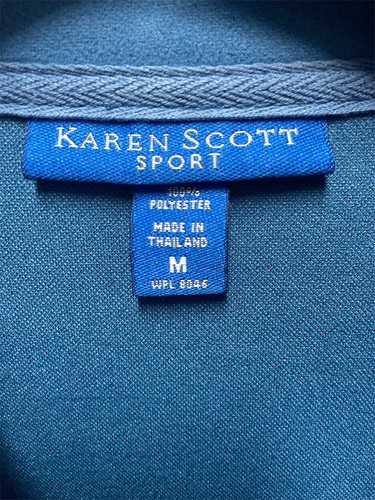 KAREN SCOTT
SPORT
100%
POLYESTER
MADE IN
THAILAND
M
WPL 8046